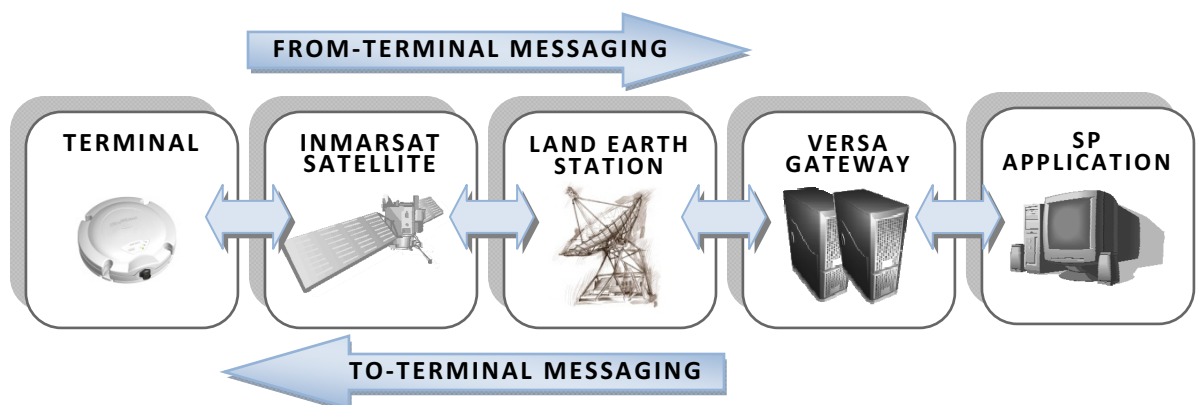 FROM-TERMINAL MESSAGING
TERMINAL
INMARSAT
SATELLITE
LAND EARTH
STATION
VERSA
GATEWAY
SP
APPLICATION
TO-TERMINAL MESSAGING